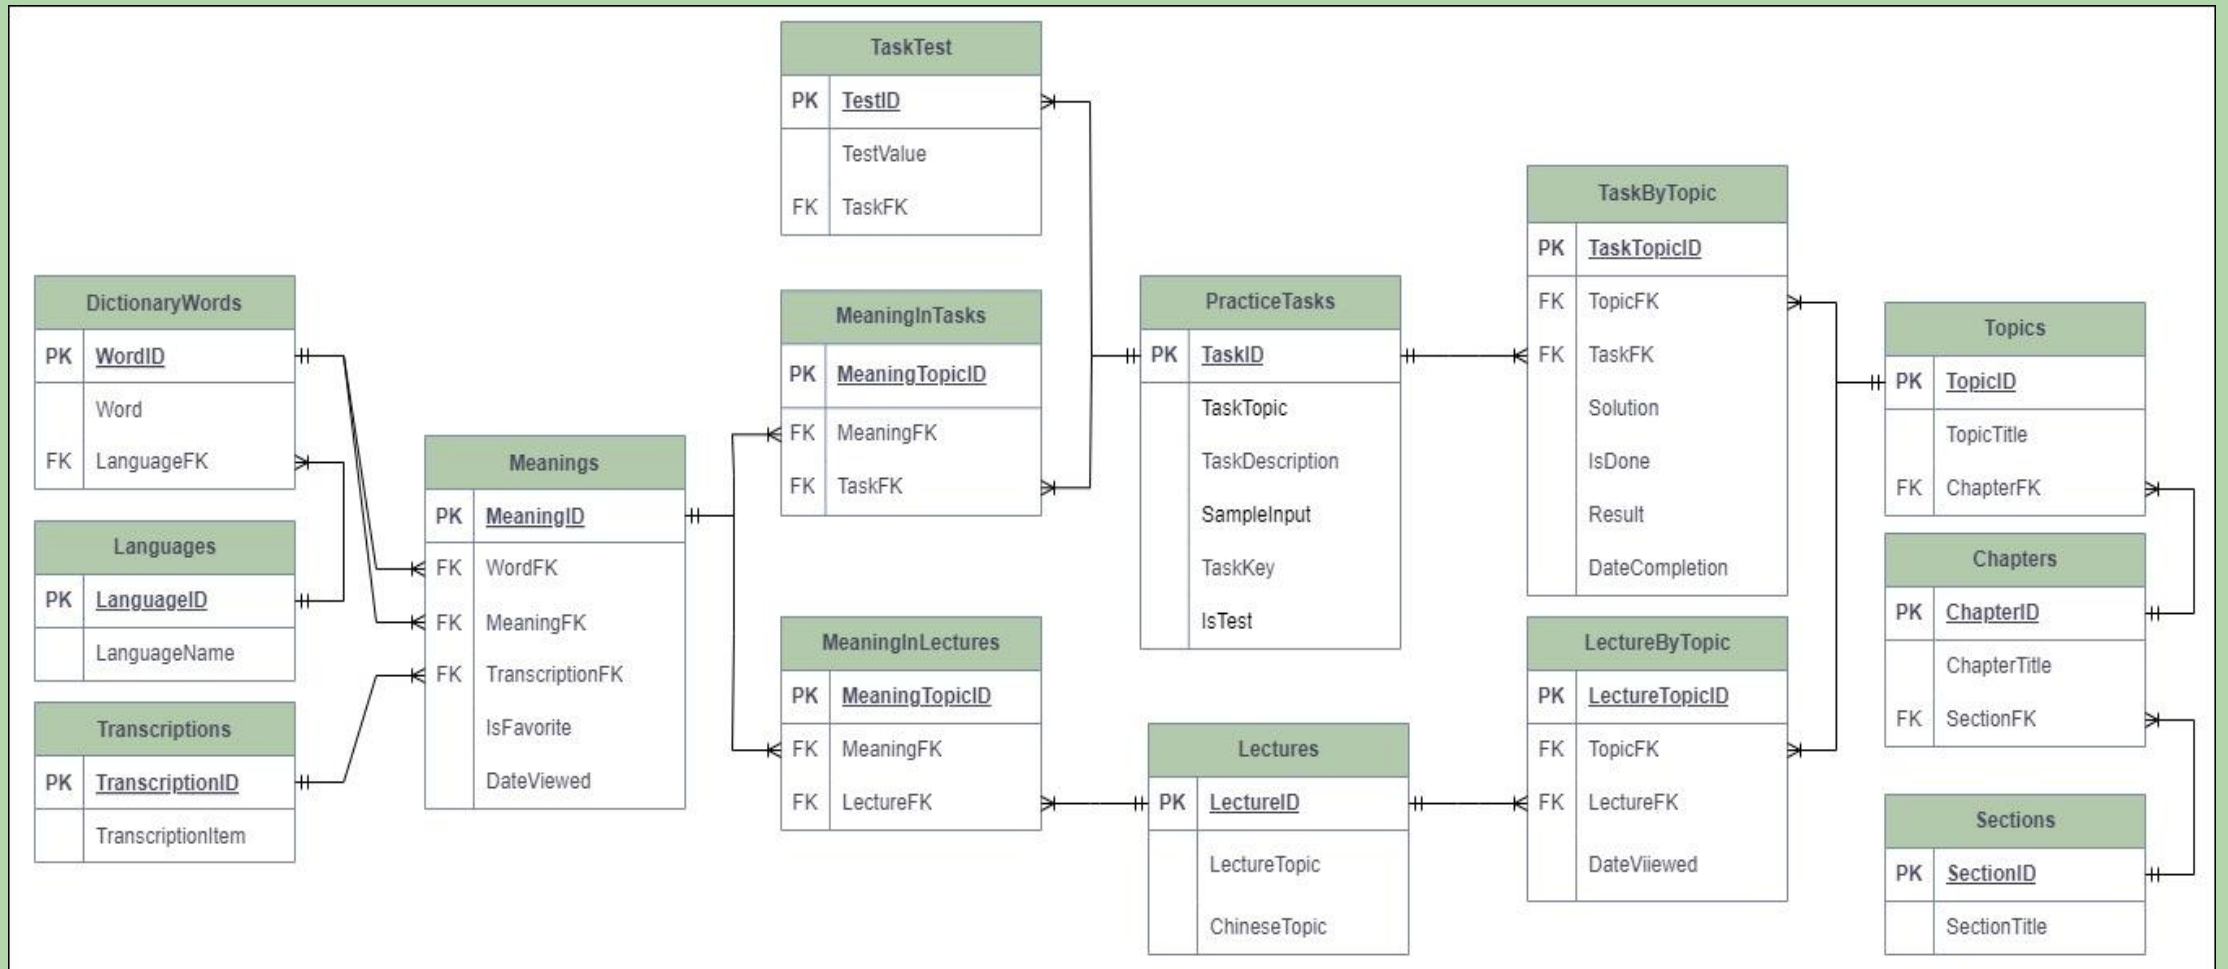 TaskTest
PK TestID
TestValue
FK TaskFK
DictionaryWords
PK WordID
Word
FK LanguageFK
Languages
PK LanguageID
LanguageName
Transcriptions
PK TranscriptionID
TranscriptionItem
Meanings
PK MeaningID
FK WordFK
FK MeaningFK
FK TranscriptionFK
IsFavorite
DateViewed
MeaningInTasks
PK MeaningTopicID
FK MeaningFK
FK TaskFK
MeaningInLectures
PK MeaningTopicID
FK MeaningFK
FK LectureFK
PracticeTasks
PK TaskID
TaskTopic
TaskDescription
SampleInput
TaskKey
IsTest
Lectures
PK LectureID
LectureTopic
ChineseTopic
TaskByTopic
PK TaskTopicID
FK TopicFK
FK TaskFK
Solution
IsDone
Result
DateCompletion
LectureByTopic
PK LectureTopicID
FK TopicFK
FK LectureFK
DateViiewed
Topics
PK TopicID
TopicTitle
FK ChapterFK
Chapters
PK ChapterID
ChapterTitle
FK SectionFK
Sections
PK SectionID
SectionTitle